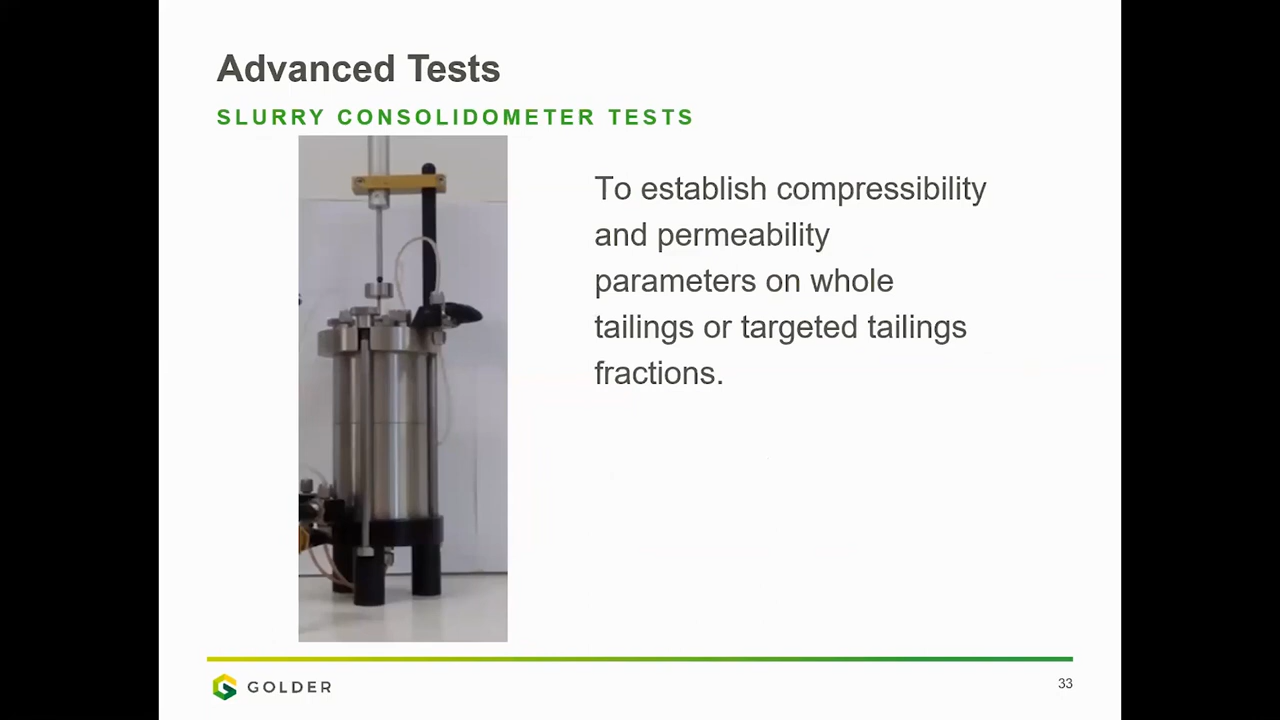 Advanced Tests
SLURRY CONSOLIDOMETER TESTS
To establish compressibility
and permeability
parameters on whole
tailings or targeted tailings
fractions.
GOLDER
33